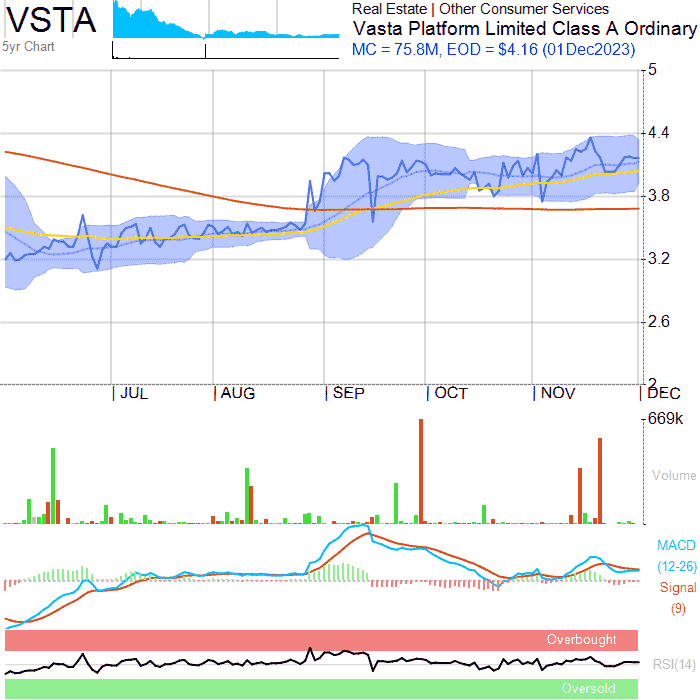 VSTA
5yr Chart
Real Estate | Other Consumer Services
Vasta Platform Limited Class A Ordinary
MC = 75.8M, EOD = $4.16 (01Dec2023)
5
4.4
3.8
3.2
2.6
2
JUL AUG SEP OCT NOV DEC
669k
Volume
MACD
(12-26)
Signal
(9)
Overbought
RSI(14)
Oversold